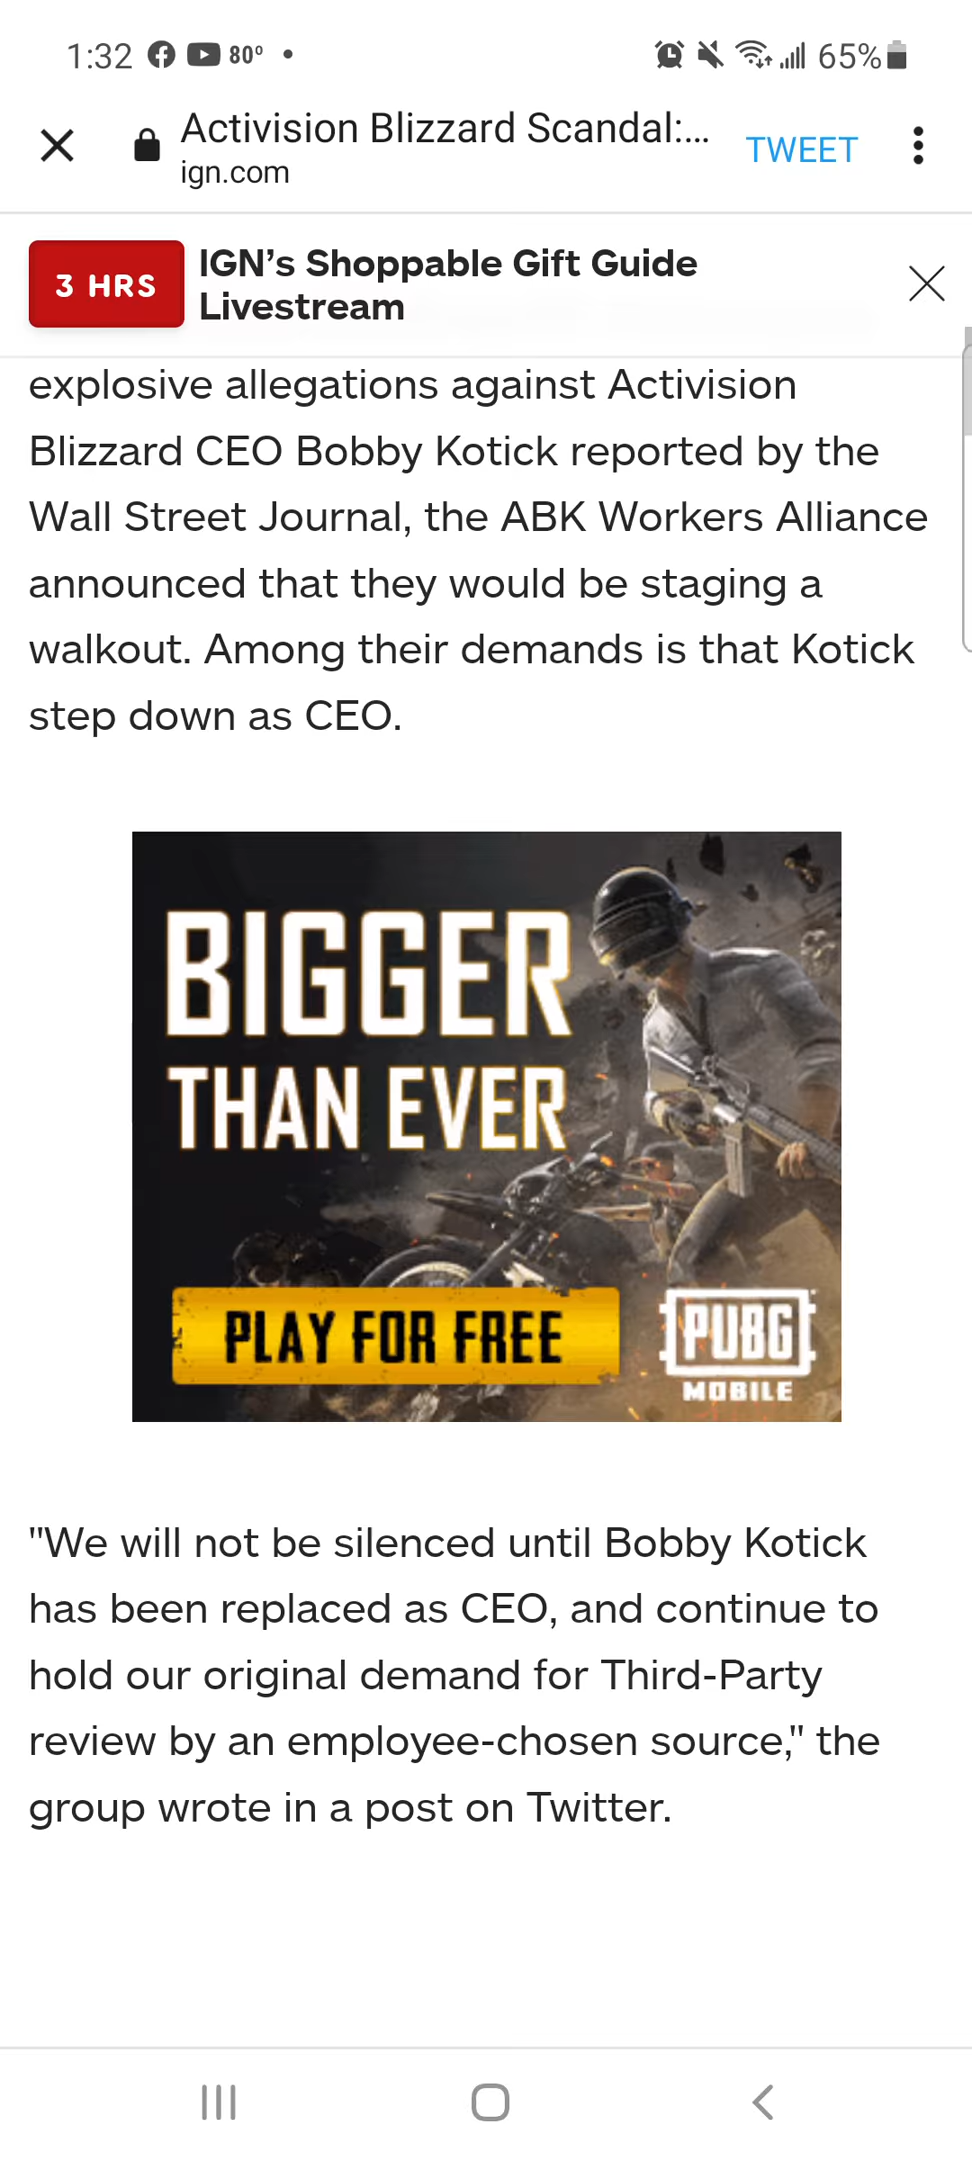 1:32 80° •
65%
Activision Blizzard Scandal:...
ign.com
TWEET
3 HRS
IGN's Shoppable Gift Guide
Livestream
explosive allegations against Activision
Blizzard CEO Bobby Kotick reported by the
Wall Street Journal, the ABK Workers Alliance
announced that they would be staging a
walkout. Among their demands is that Kotick
step down as CEO.
BIGGER
THAN EVER
PLAY FOR FREE
PUBG
MOBILE
"We will not be silenced until Bobby Kotick
has been replaced as CEO, and continue to
hold our original demand for Third-Party
review by an employee-chosen source," the
group wrote in a post on Twitter.